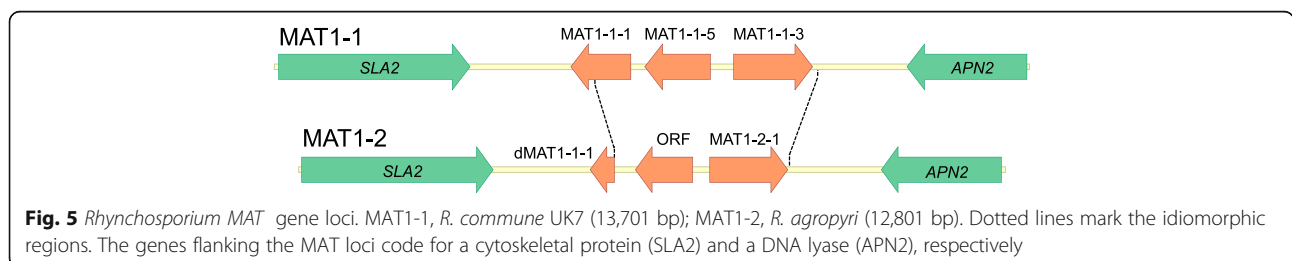 MAT1-1
MAT1-1-1 MAT1-1-5 MAT1-1-3
SLA2 APN2
MAT1-2
dMAT1-1-1 ORF MAT1-2-1
SLA2 APN2
Fig. 5 Rhynchosporium MAT gene loci. MAT1-1, R. commune UK7 (13,701 bp); MAT1-2, R. agropyri (12,801 bp). Dotted lines mark the idiomorphic
regions. The genes flanking the MAT loci code for a cytoskeletal protein (SLA2) and a DNA lyase (APN2), respectively